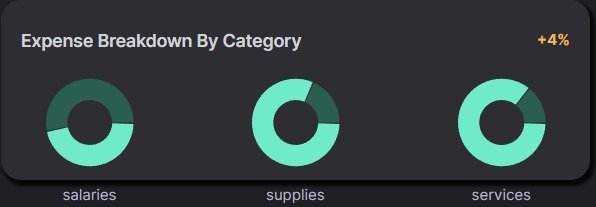 Expense Breakdown By Category
+4%
salaries
supplies
services